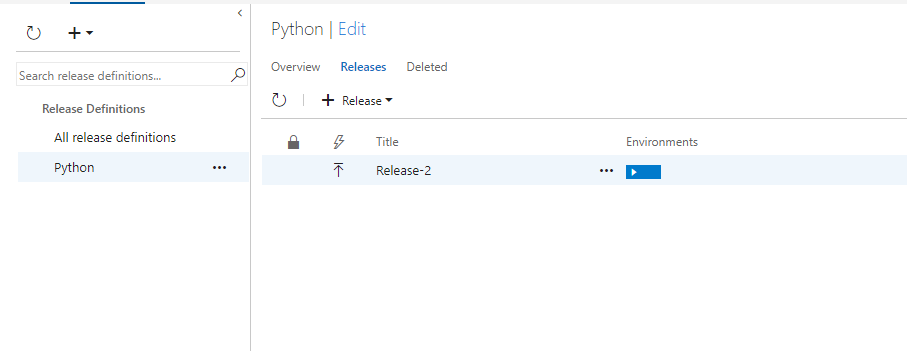 Search release definitions...
Release Definitions
All release definitions
Python
Python | Edit
Overview Releases Deleted
Release
Title Environments
Release-2